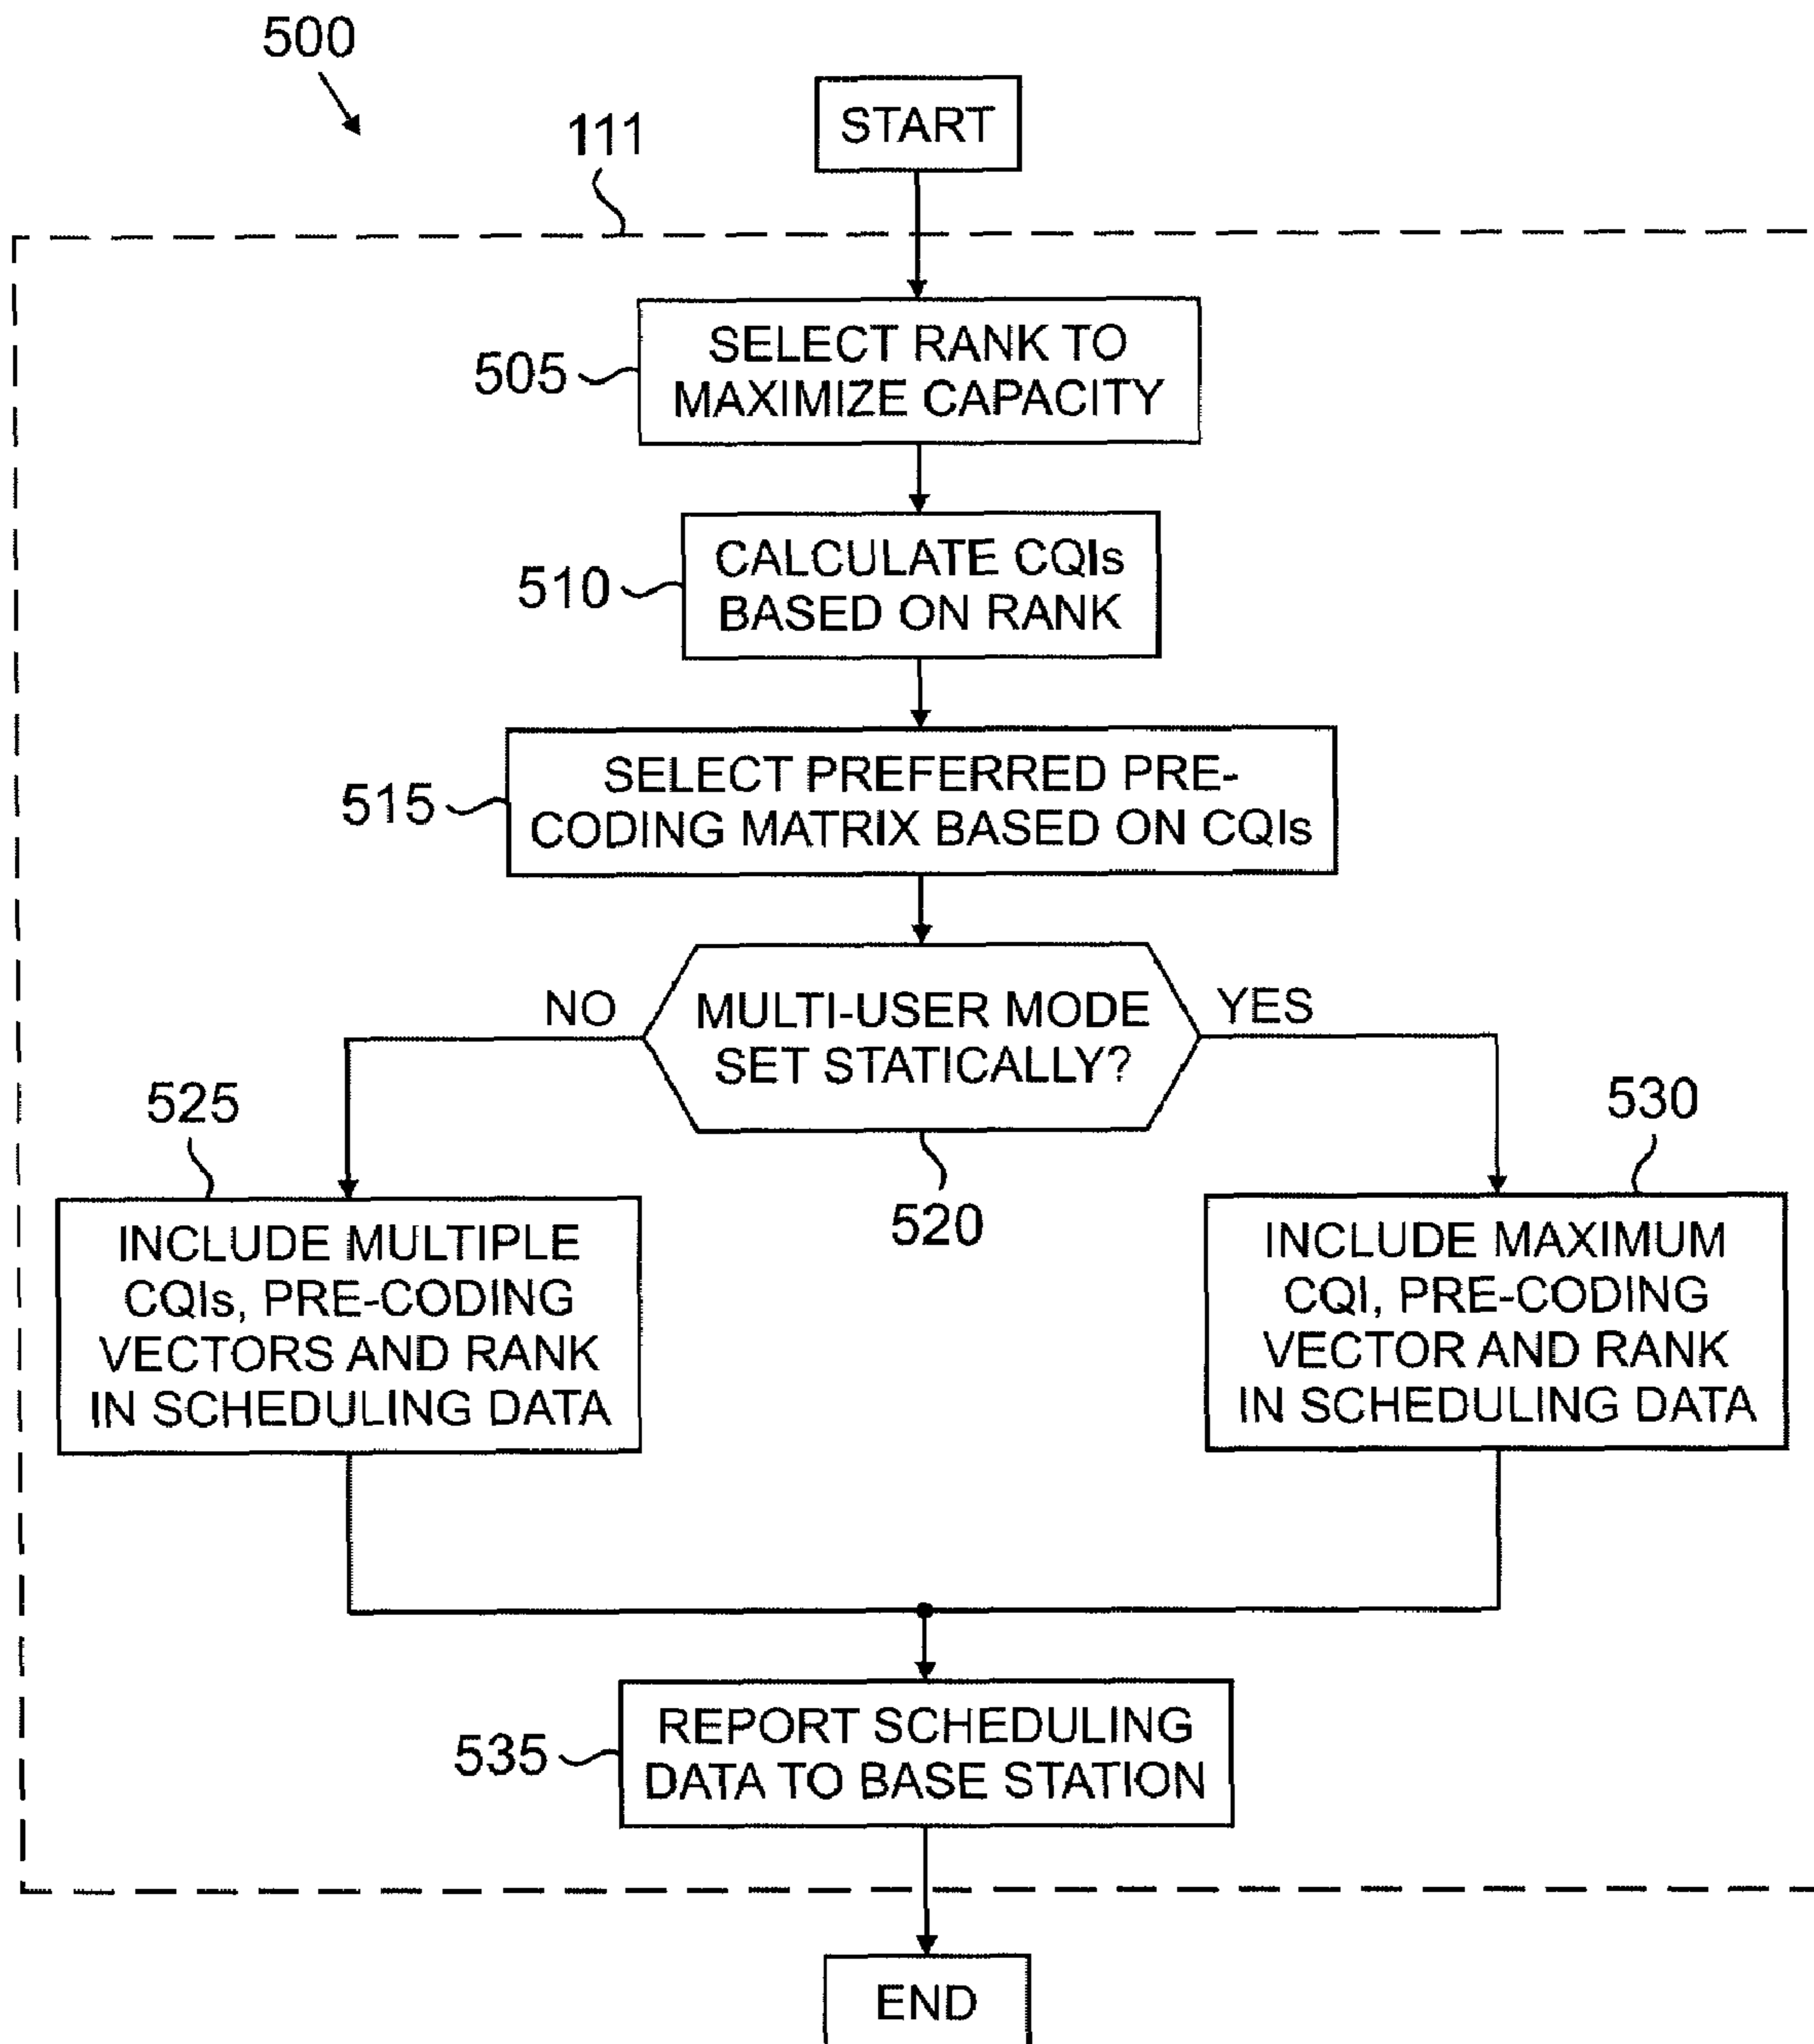 500
START
111
SELECT RANK TO
MAXIMIZE CAPACITY
505
CALCULATE CQIs
BASED ON RANK
510
SELECT PREFERRED PRE-
CODING MATRIX BASED ON CQIs
515
NO
MULTI-USER MODE
SET STATICALLY?
YES
520
525
INCLUDE MULTIPLE
CQIs, PRE-CODING
VECTORS AND RANK
IN SCHEDULING DATA
530
INCLUDE MAXIMUM
CQI, PRE-CODING
VECTOR AND RANK
IN SCHEDULING DATA
REPORT SCHEDULING
DATA TO BASE STATION
535
END